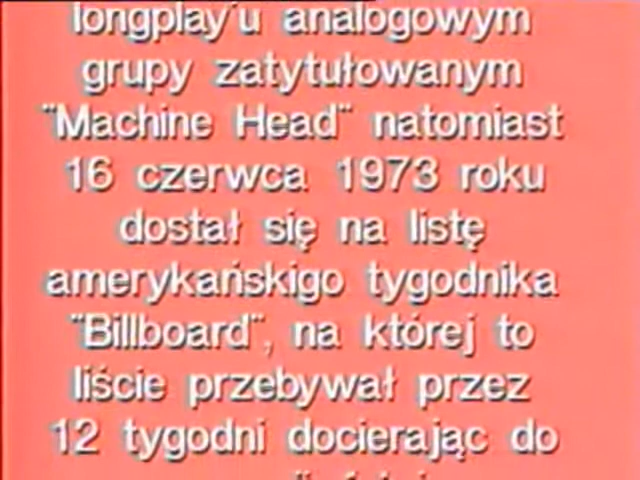 longplay'u analogowym
grupy zatytułowanym
"Machine Head" natomiast
16 czerwca 1973 roku
dostał się na listę
amerykańskigo tygodnika
"Billboard", na której to
liście przebywał przez
12 tygodni docierając do